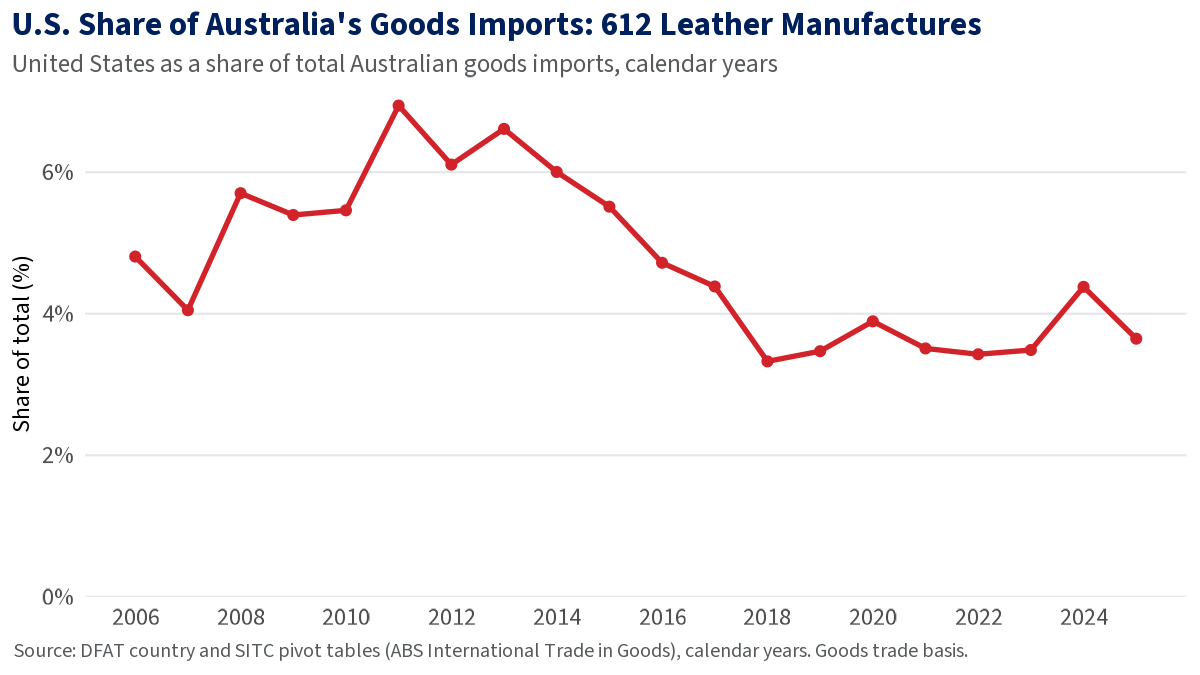 U.S. Share of Australia's Goods Imports: 612 Leather Manufactures
United States as a share of total Australian goods imports, calendar years
Share of total (%)
6%
4%
2%
0%
2006 2008 2010 2012 2014 2016 2018 2020 2022 2024
Source: DFAT country and SITC pivot tables (ABS International Trade in Goods), calendar years. Goods trade basis.